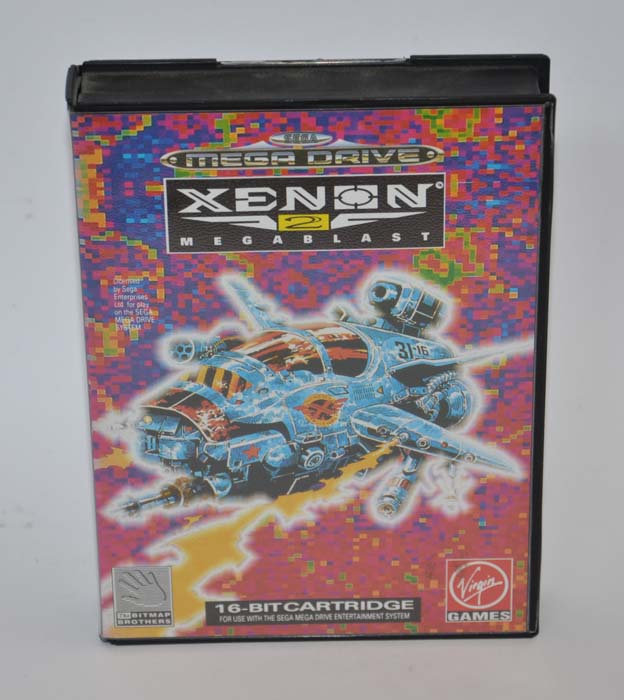 SEGA
MEGA DRIVE
XENON
2
MEGABLAST
Licensed
by Sega
Enterprises
Ltd. for play
on the SEGA
MEGA DRIVE
SYSTEM
31-16
The BITMAP
BROTHERS
16-BIT CARTRIDGE
FOR USE WITH THE SEGA MEGA DRIVE ENTERTAINMENT SYSTEM
Virgin
GAMES